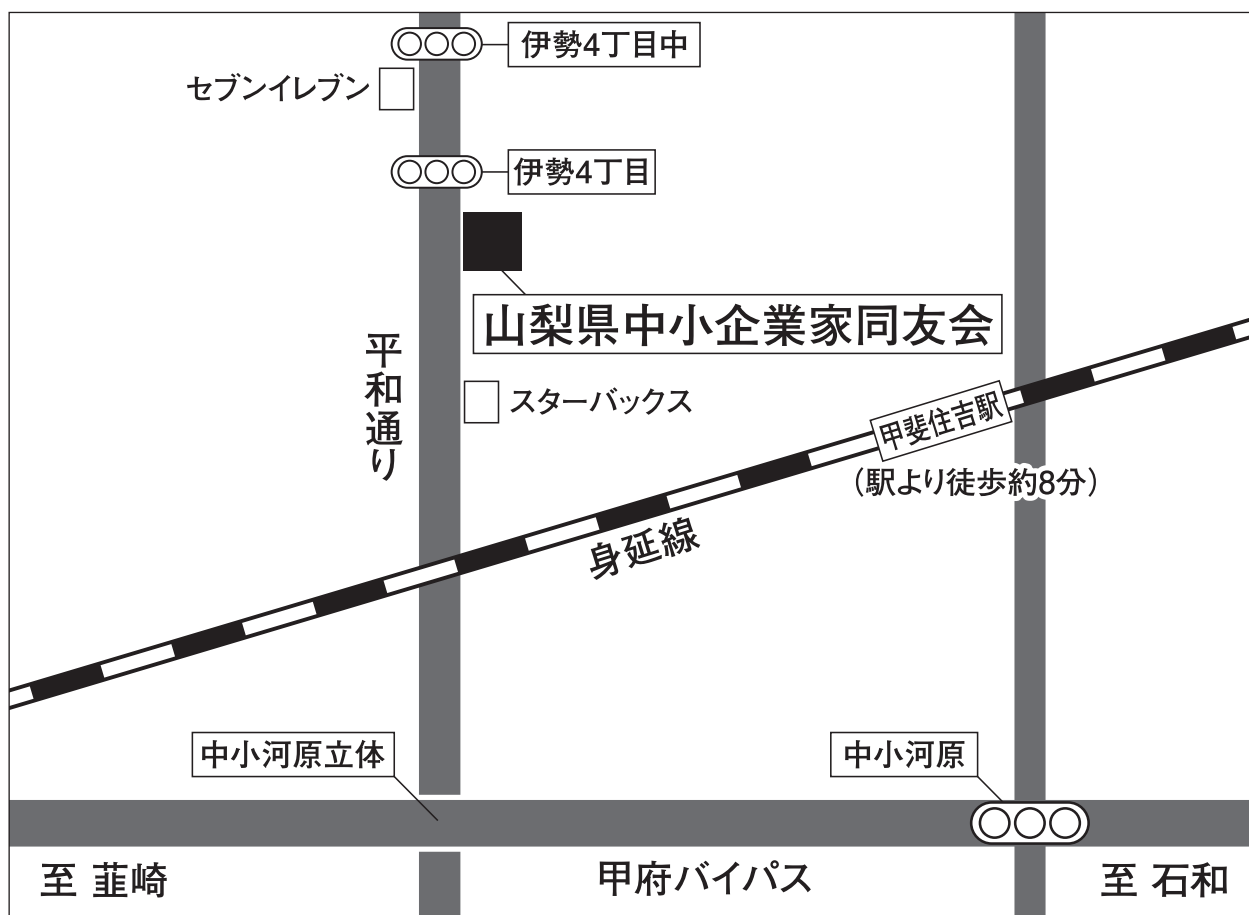 伊勢4丁目中
セブンイレブン
伊勢4丁目
山梨県中小企業家同友会
平和通り
スターバックス
甲斐住吉駅
（駅より徒歩約8分）
身延線
中小河原立体
中小河原
至 韮崎
甲府バイパス
至 石和